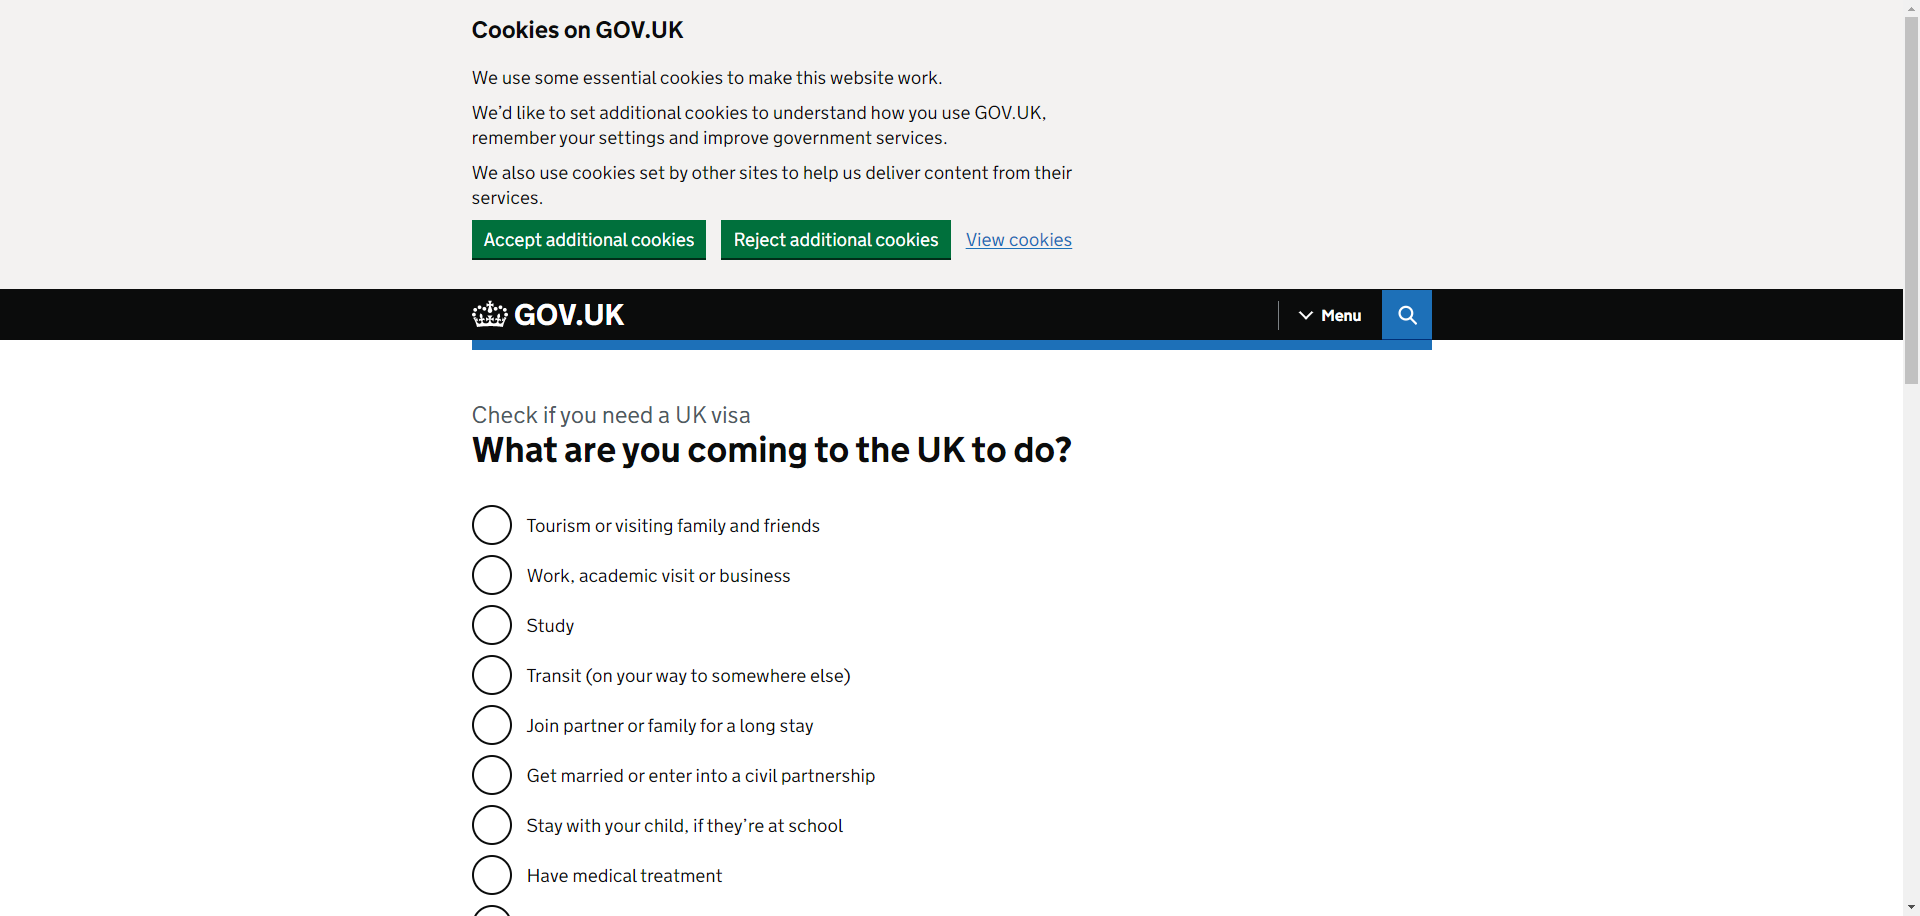 Cookies on GOV.UK
We use some essential cookies to make this website work.
We’d like to set additional cookies to understand how you use GOV.UK,
remember your settings and improve government services.
We also use cookies set by other sites to help us deliver content from their
services.
Accept additional cookies Reject additional cookies View cookies
GOV.UK Menu
Check if you need a UK visa
What are you coming to the UK to do?
Tourism or visiting family and friends
Work, academic visit or business
Study
Transit (on your way to somewhere else)
Join partner or family for a long stay
Get married or enter into a civil partnership
Stay with your child, if they’re at school
Have medical treatment